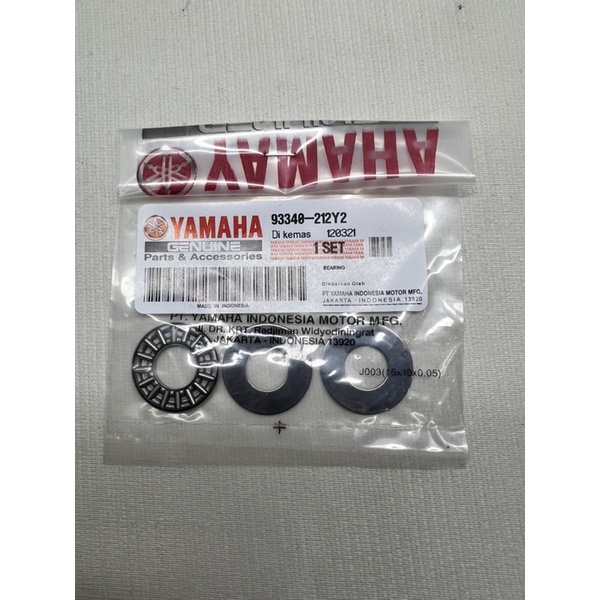 YAMAHA
YAMAHA 93340-212Y2
GENUINE Di kemas 120321
Parts & Accessories 1 SET
BEARING
Diedarkan Oleh
PT.YAMAHA INDONESIA MOTOR MFG.
JAKARTA - INDONESIA 13920
MADE IN INDONESIA
PT. YAMAHA INDONESIA MOTOR MFG.
JL. DR. KRT. Radjiman Widyodiningrat
JAKARTA - INDONESIA 13920
J003(15x10x0.05)